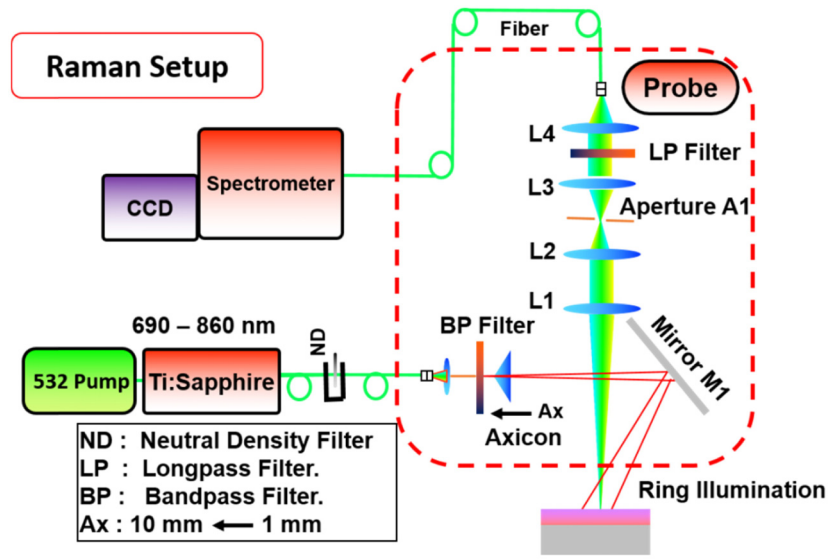 Raman Setup
Fiber
Probe
L4
LP Filter
L3
Aperture A1
L2
L1
Spectrometer
CCD
690 – 860 nm
ND
BP Filter
Mirror M1
532 Pump
Ti:Sapphire
Ax
Axicon
Ring Illumination
ND : Neutral Density Filter
LP : Longpass Filter.
BP : Bandpass Filter.
Ax : 10 mm ← 1 mm